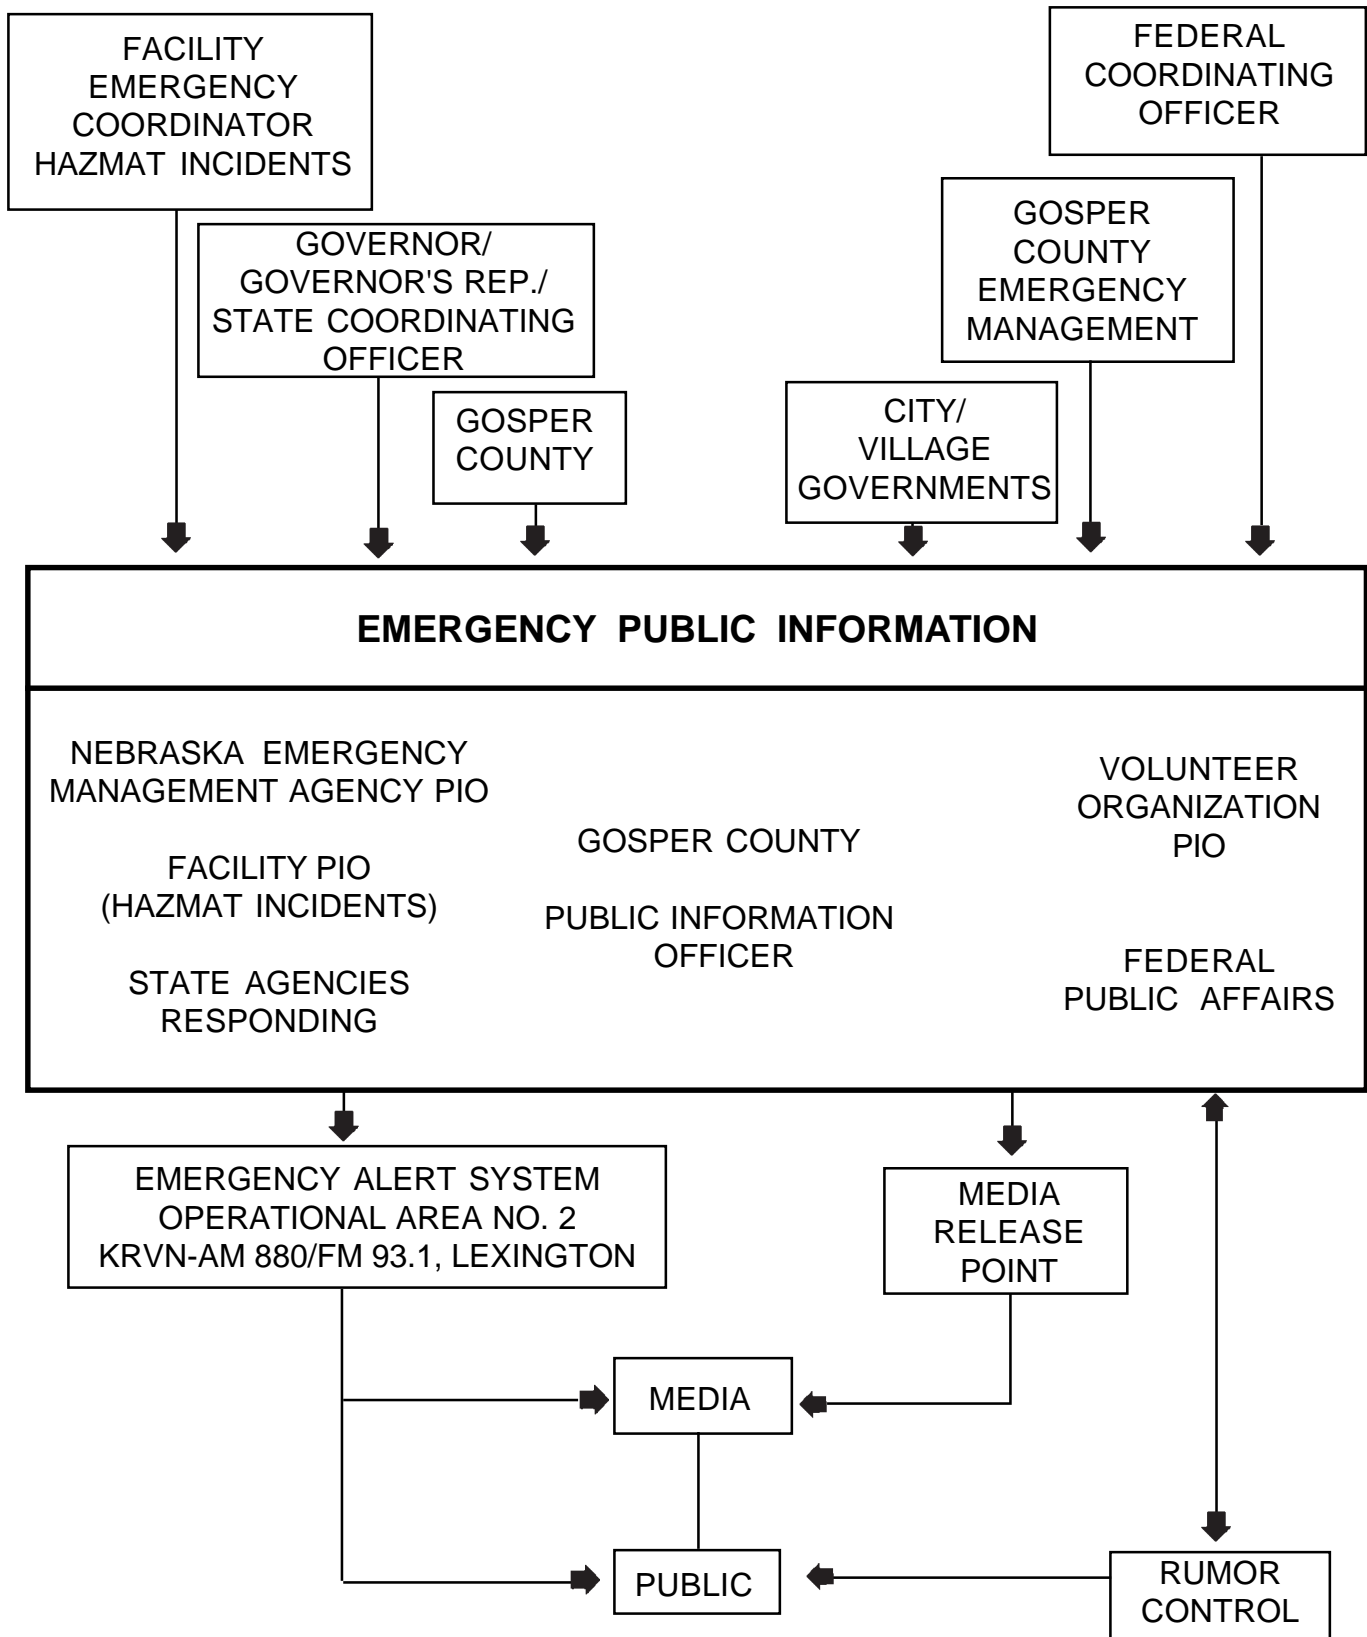 FACILITY
EMERGENCY
COORDINATOR
HAZMAT INCIDENTS
FEDERAL
COORDINATING
OFFICER
GOVERNOR/
GOVERNOR'S REP./
STATE COORDINATING
OFFICER
GOSPER
COUNTY
EMERGENCY
MANAGEMENT
GOSPER
COUNTY
CITY/
VILLAGE
GOVERNMENTS
EMERGENCY PUBLIC INFORMATION
NEBRASKA EMERGENCY
MANAGEMENT AGENCY PIO
FACILITY PIO
(HAZMAT INCIDENTS)
STATE AGENCIES
RESPONDING
GOSPER COUNTY
PUBLIC INFORMATION
OFFICER
VOLUNTEER
ORGANIZATION
PIO
FEDERAL
PUBLIC AFFAIRS
EMERGENCY ALERT SYSTEM
OPERATIONAL AREA NO. 2
KRVN-AM 880/FM 93.1, LEXINGTON
MEDIA
RELEASE
POINT
MEDIA
PUBLIC
RUMOR
CONTROL